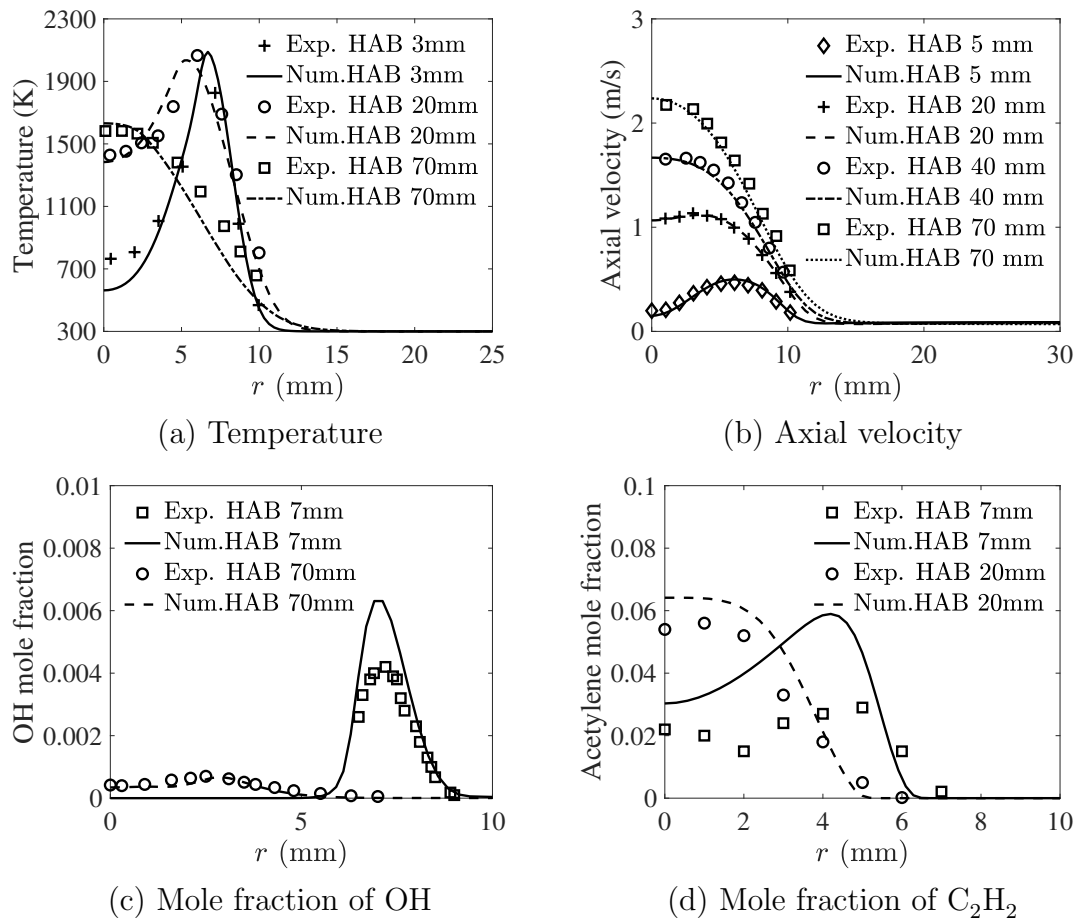 2300
1900
1500
1100
700
300
Temperature (K)
Exp. HAB 3mm
Num.HAB 3mm
Exp. HAB 20mm
Num.HAB 20mm
Exp. HAB 70mm
Num.HAB 70mm
0 5 10 15 20 25
r (mm)
(a) Temperature
3
2
1
0
Axial velocity (m/s)
Exp. HAB 5 mm
Num.HAB 5 mm
Exp. HAB 20 mm
Num.HAB 20 mm
Exp. HAB 40 mm
Num.HAB 40 mm
Exp. HAB 70 mm
Num.HAB 70 mm
0 10 20 30
r (mm)
(b) Axial velocity
0.01
0.008
0.006
0.004
0.002
0
OH mole fraction
Exp. HAB 7mm
Num.HAB 7mm
Exp. HAB 70mm
Num.HAB 70mm
0 5 10
r (mm)
(c) Mole fraction of OH
0.1
0.08
0.06
0.04
0.02
0
Acetylene mole fraction
Exp. HAB 7mm
Num.HAB 7mm
Exp. HAB 20mm
Num.HAB 20mm
0 2 4 6 8 10
r (mm)
(d) Mole fraction of C₂H₂